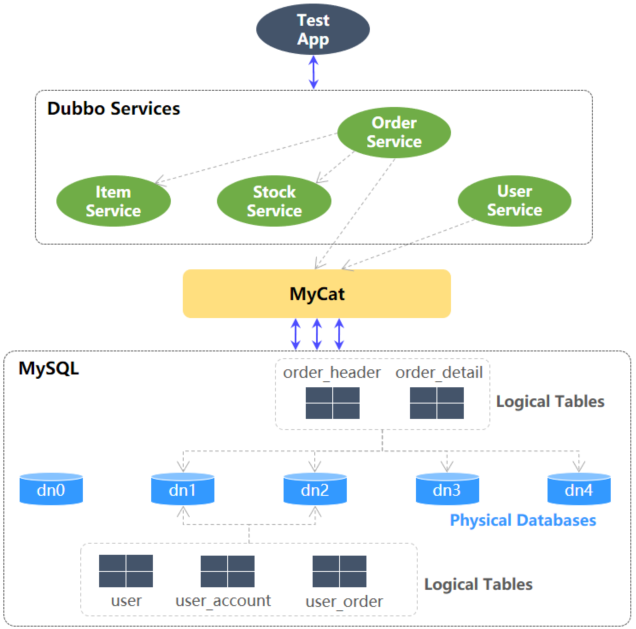 Test
App
Dubbo Services
Order
Service
Item
Service
Stock
Service
User
Service
MyCat
MySQL
order_header
order_detail
Logical Tables
dn0
dn1
dn2
dn3
dn4
Physical Databases
user
user_account
user_order
Logical Tables